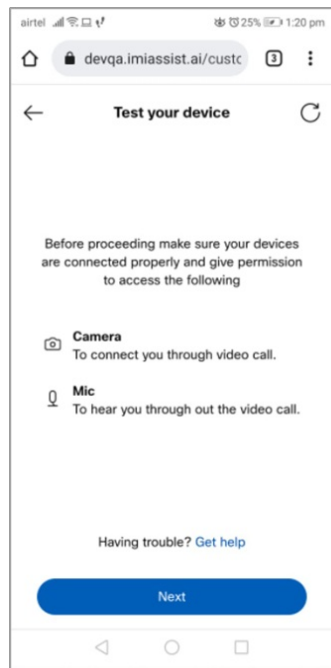 airtel 25% 1:20 pm
devqa.imiassist.ai/custc 3
Test your device
Before proceeding make sure your devices
are connected properly and give permission
to access the following
Camera
To connect you through video call.
Mic
To hear you through out the video call.
Having trouble? Get help
Next